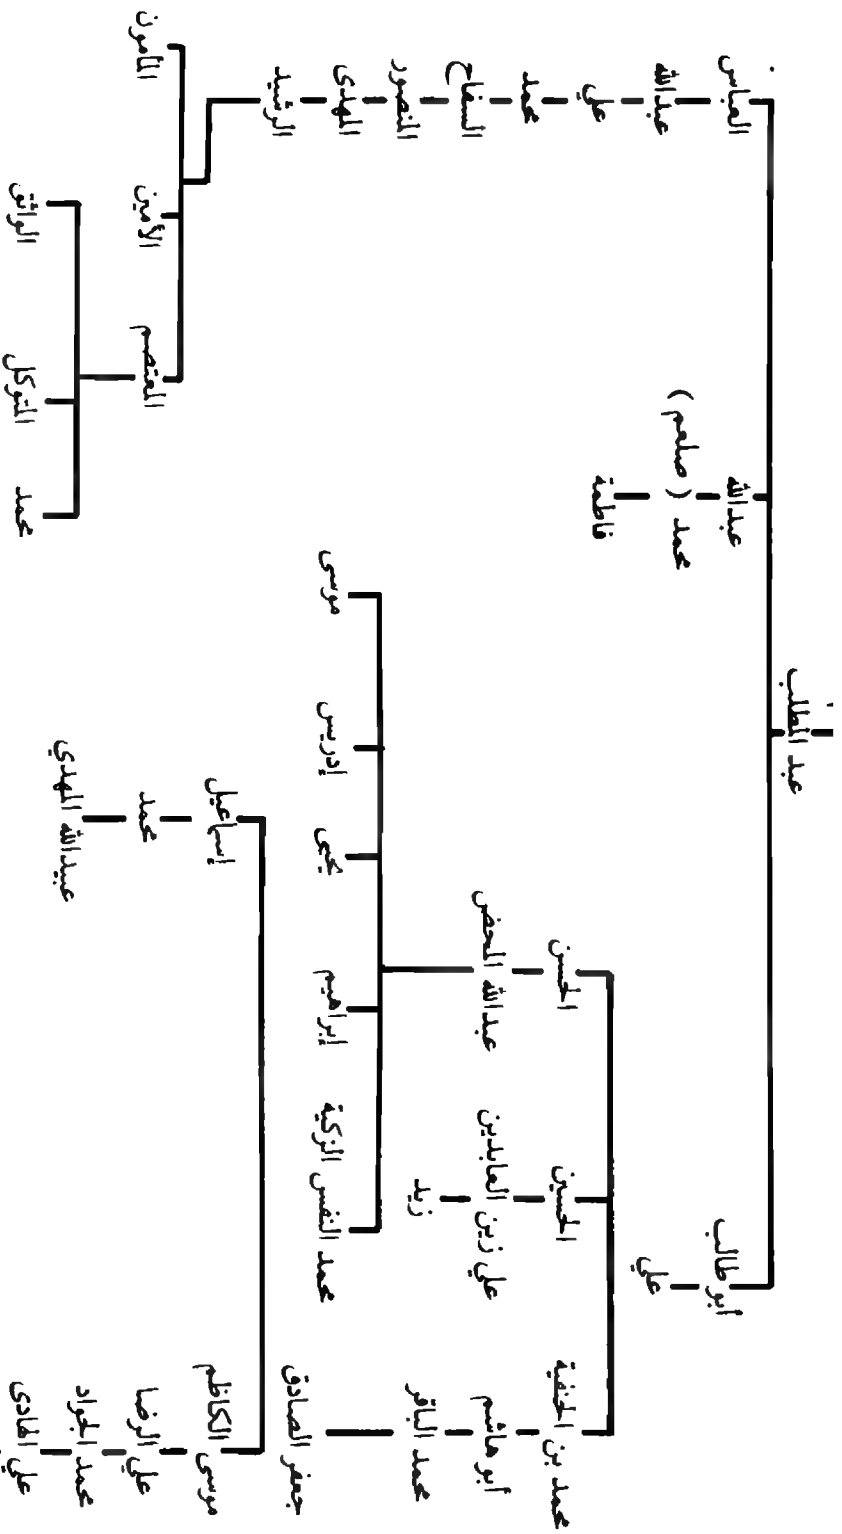 عبد المطلب
أبو طالب
عبدالله
العباس
علي
محمد ( صلعم )
عبدالله
فاطمة
علي
محمد بن الحنفية
الحسين
الحسن
محمد
أبو هاشم
علي زين العابدين
عبدالله المحض
السفاح
محمد الباقر
زيد
المنصور
محمد النفس الزكية
إبراهيم
يحيى
إدريس
موسى
المهدى
جعفر الصادق
الرشيد
موسى الكاظم
إسماعيل
علي الرضا
محمد
المعتصم
الأمين
المأمون
محمد الجواد
عبيدالله المهدي
علي الهادى
محمد
المتوكل
الواثق